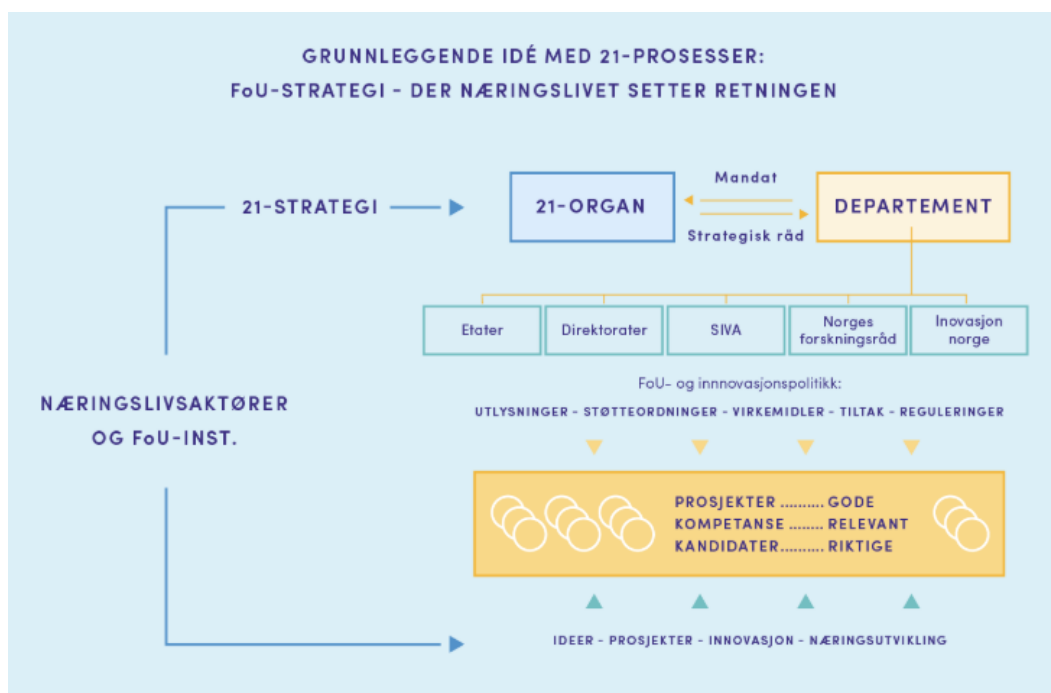 GRUNNLEGGENDE IDÉ MED 21-PROSESSER:
FoU-STRATEGI - DER NÆRINGSLIVET SETTER RETNINGEN
21-STRATEGI
21-ORGAN
Mandat
Strategisk råd
DEPARTEMENT
Etater
Direktorater
SIVA
Norges
forskningsråd
Inovasjon
norge
NÆRINGSLIVSAKTØRER
OG FoU-INST.
FoU- og innnovasjonspolitikk:
UTLYSNINGER - STØTTEORDNINGER - VIRKEMIDLER - TILTAK - REGULERINGER
PROSJEKTER .......... GODE
KOMPETANSE ........ RELEVANT
KANDIDATER......... RIKTIGE
IDEER - PROSJEKTER - INNOVASJON - NÆRINGSUTVIKLING